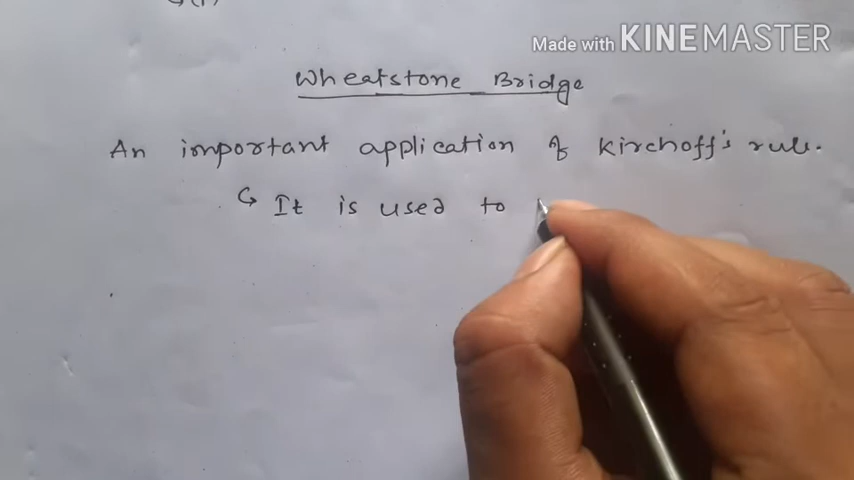 Made with KINEMASTER
Wheatstone Bridge
An important application of Kirchoff's rule.
↳ It is used to